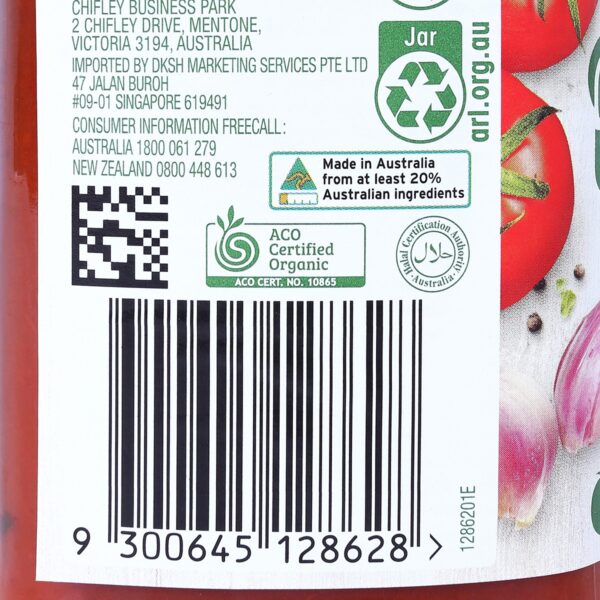 CHIFLEY BUSINESS PARK
2 CHIFLEY DRIVE, MENTONE,
VICTORIA 3194, AUSTRALIA
IMPORTED BY DKSH MARKETING SERVICES PTE LTD
47 JALAN BUROH
#09-01 SINGAPORE 619491
CONSUMER INFORMATION FREECALL:
AUSTRALIA 1800 061 279
NEW ZEALAND 0800 448 613
Jar
arl.org.au
Made in Australia
from at least 20%
Australian ingredients
ACO
Certified
Organic
ACO CERT. NO. 10865
Halal Certification Authority
حلال
Australia
9 300645 128628 >
1286201E